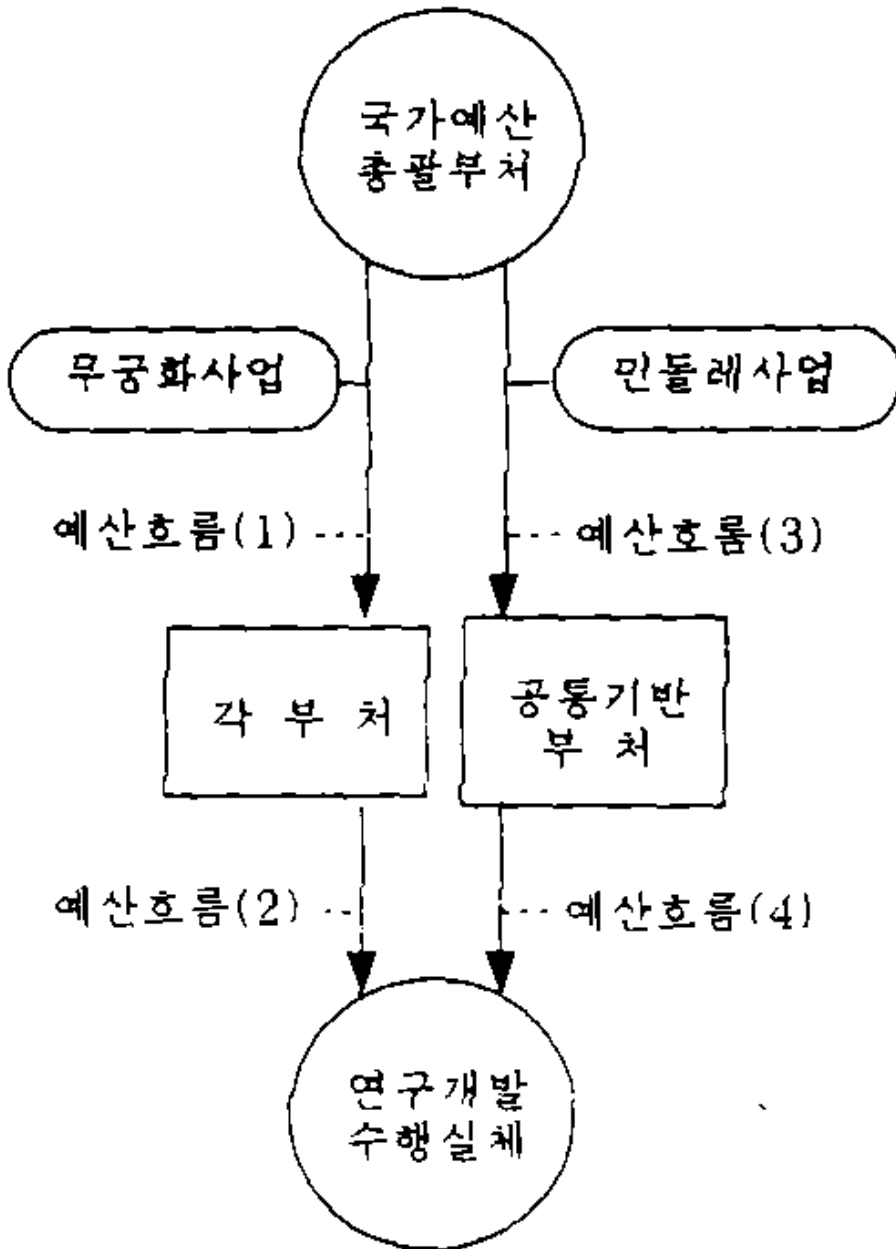 국가예산
총괄부처
무궁화사업
민들레사업
예산흐름(1)
예산흐름(3)
각 부 처
공통기반
부 처
예산흐름(2)
예산흐름(4)
연구개발
수행실체